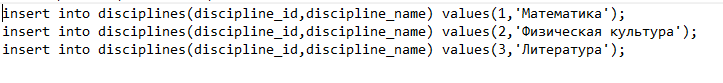 insert into disciplines(discipline_id,discipline_name) values(1,'Математика');
insert into disciplines(discipline_id,discipline_name) values(2,'Физическая культура');
insert into disciplines(discipline_id,discipline_name) values(3,'Литература');